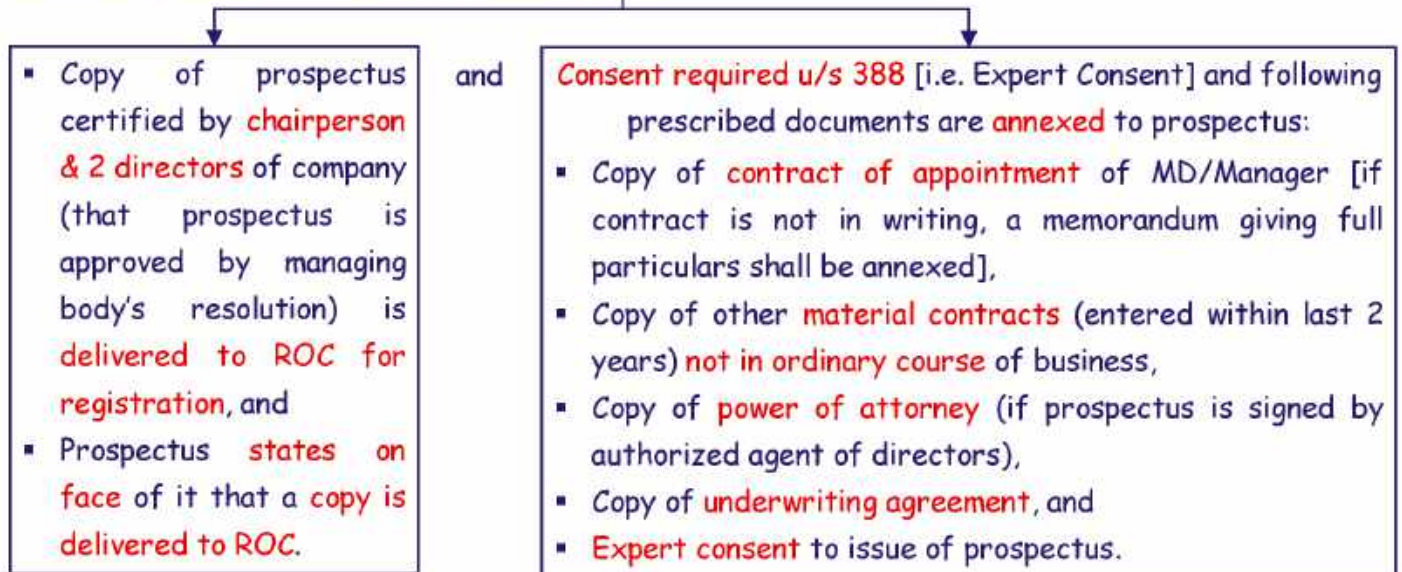 ▪ Copy of prospectus
certified by chairperson
& 2 directors of company
(that prospectus is
approved by managing
body's resolution) is
delivered to ROC for
registration, and
▪ Prospectus states on
face of it that a copy is
delivered to ROC.
and
Consent required u/s 388 [i.e. Expert Consent] and following
prescribed documents are annexed to prospectus:
▪ Copy of contract of appointment of MD/Manager [if
contract is not in writing, a memorandum giving full
particulars shall be annexed],
▪ Copy of other material contracts (entered within last 2
years) not in ordinary course of business,
▪ Copy of power of attorney (if prospectus is signed by
authorized agent of directors),
▪ Copy of underwriting agreement, and
▪ Expert consent to issue of prospectus.